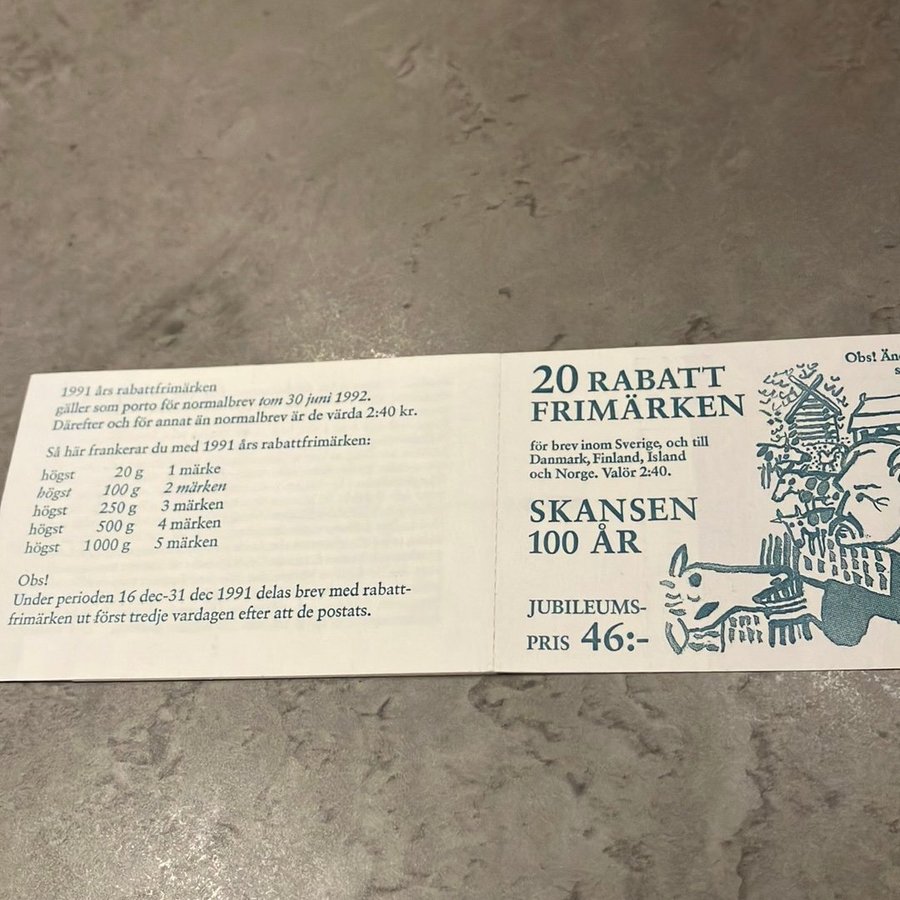 1991 års rabattfrimärken
gäller som porto för normalbrev tom 30 juni 1992.
Därefter och för annat än normalbrev är de värda 2:40 kr.
Så här frankerar du med 1991 års rabattfrimärken:
högst 20 g 1 märke
högst 100 g 2 märken
högst 250 g 3 märken
högst 500 g 4 märken
högst 1000 g 5 märken
Obs!
Under perioden 16 dec-31 dec 1991 delas brev med rabatt-
frimärken ut först tredje vardagen efter att de postats.
20 RABATT
FRIMÄRKEN
för brev inom Sverige, och till
Danmark, Finland, Island
och Norge. Valör 2:40.
SKANSEN
100 ÅR
JUBILEUMS-
PRIS 46:-
Obs!